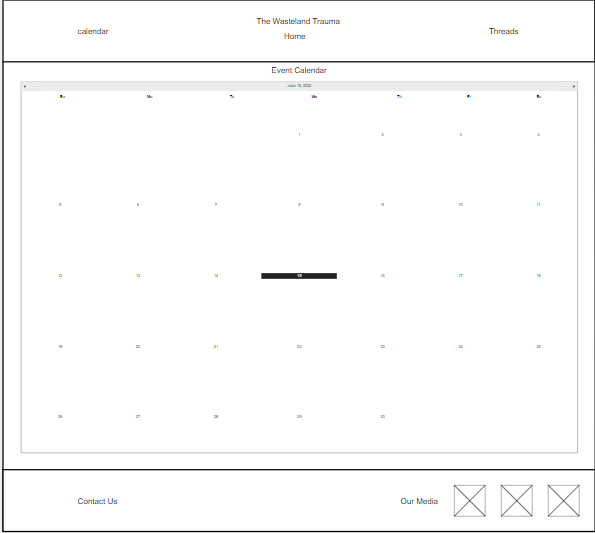 calendar
The Wasteland Trauma
Home
Threads
Event Calendar
June 15, 2022
Su Mo Tu We Th Fr Sa
1 2 3 4
5 6 7 8 9 10 11
12 13 14 15 16 17 18
19 20 21 22 23 24 25
26 27 28 29 30
Contact Us
Our Media